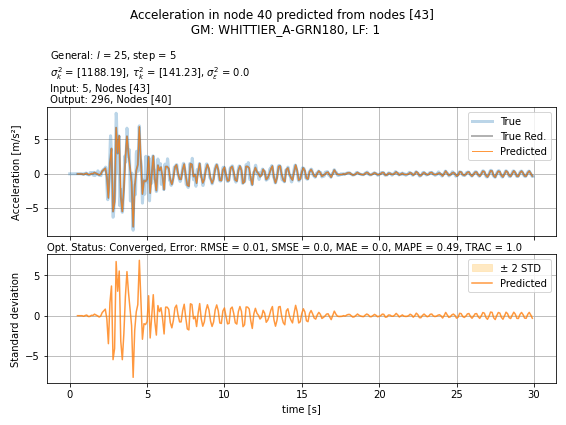 Acceleration in node 40 predicted from nodes [43]
GM: WHITTIER_A-GRN180, LF: 1
General: l = 25, step = 5
σ²ₖ = [1188.19], τ²ₖ = [141.23], σ²ε = 0.0
Input: 5, Nodes [43]
Output: 296, Nodes [40]
Acceleration [m/s²]
5
0
−5
True
True Red.
Predicted
Opt. Status: Converged, Error: RMSE = 0.01, SMSE = 0.0, MAE = 0.0, MAPE = 0.49, TRAC = 1.0
Standard deviation
5
0
−5
± 2 STD
Predicted
0 5 10 15 20 25 30
time [s]